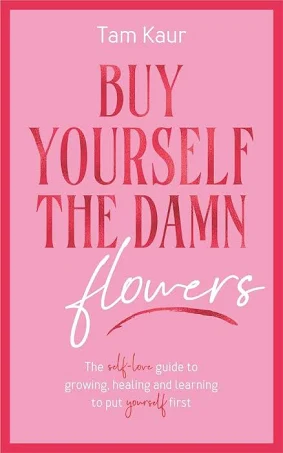 Tam Kaur
BUY
YOURSELF
THE DAMN
flowers
The self-love guide to
growing, healing and learning
to put yourself first